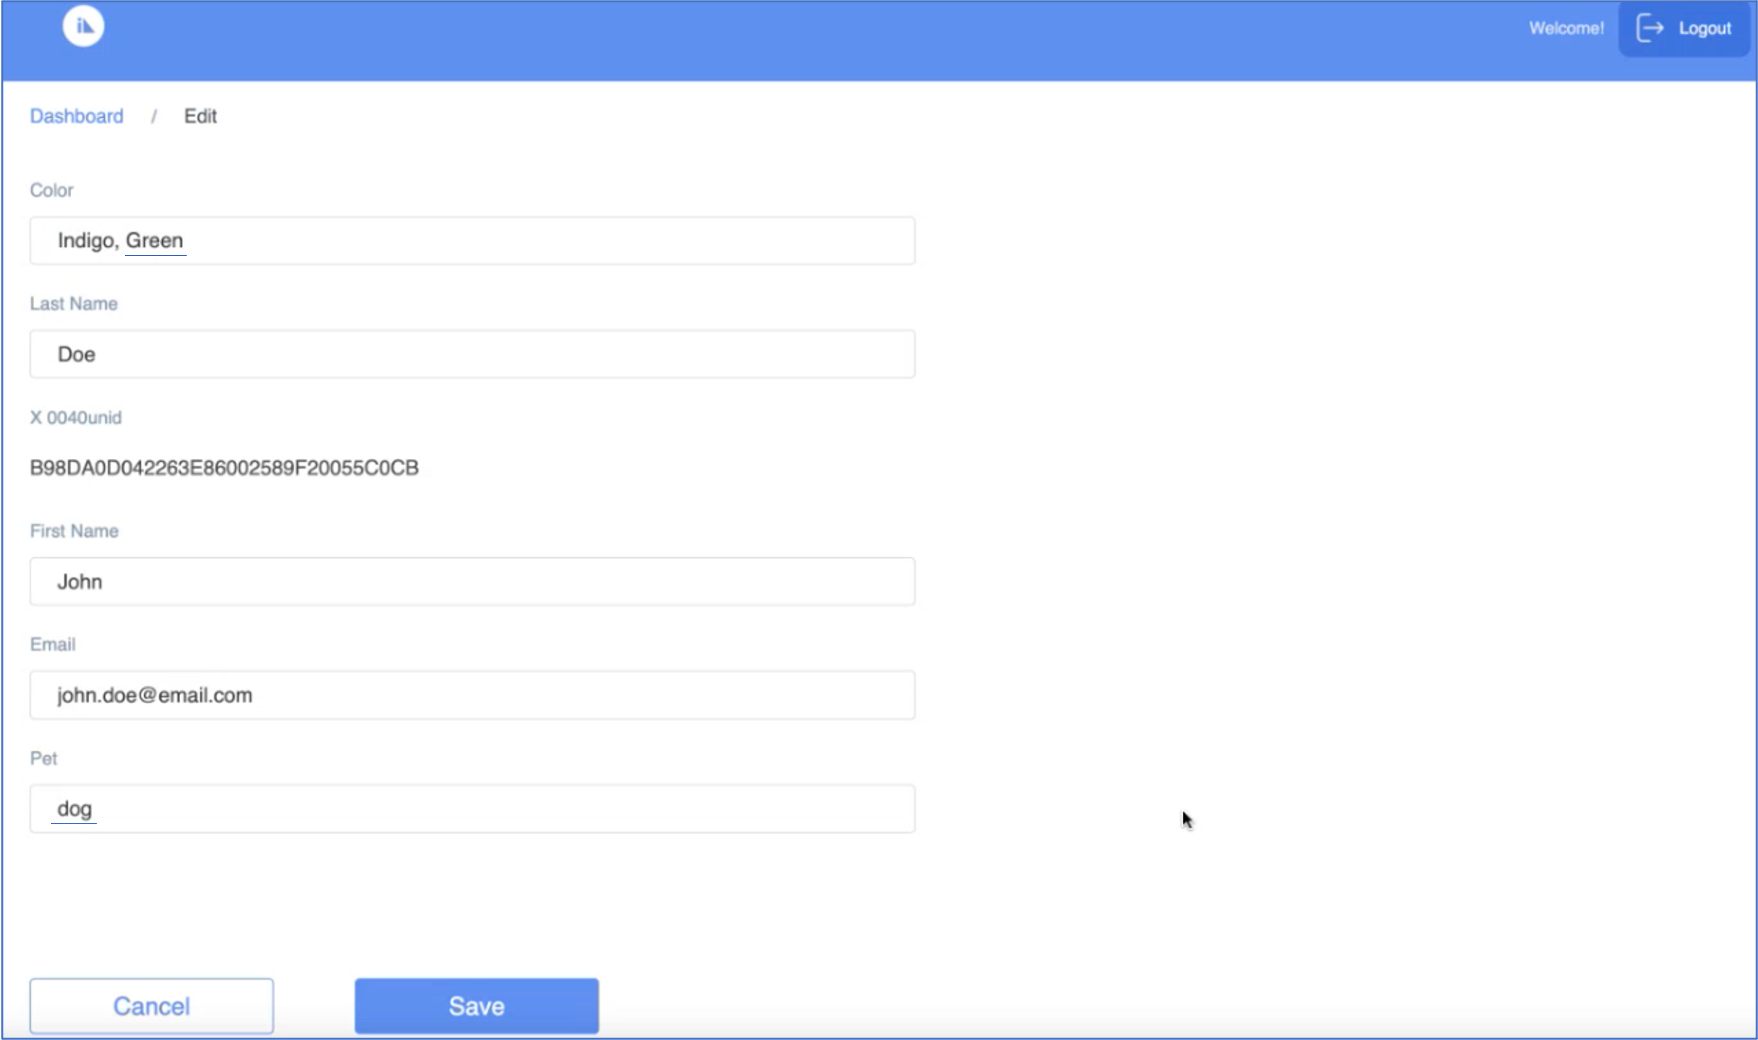 Welcome! Logout
Dashboard / Edit
Color
Indigo, Green
Last Name
Doe
X 0040unid
B98DA0D042263E86002589F20055C0CB
First Name
John
Email
john.doe@email.com
Pet
dog
Cancel Save